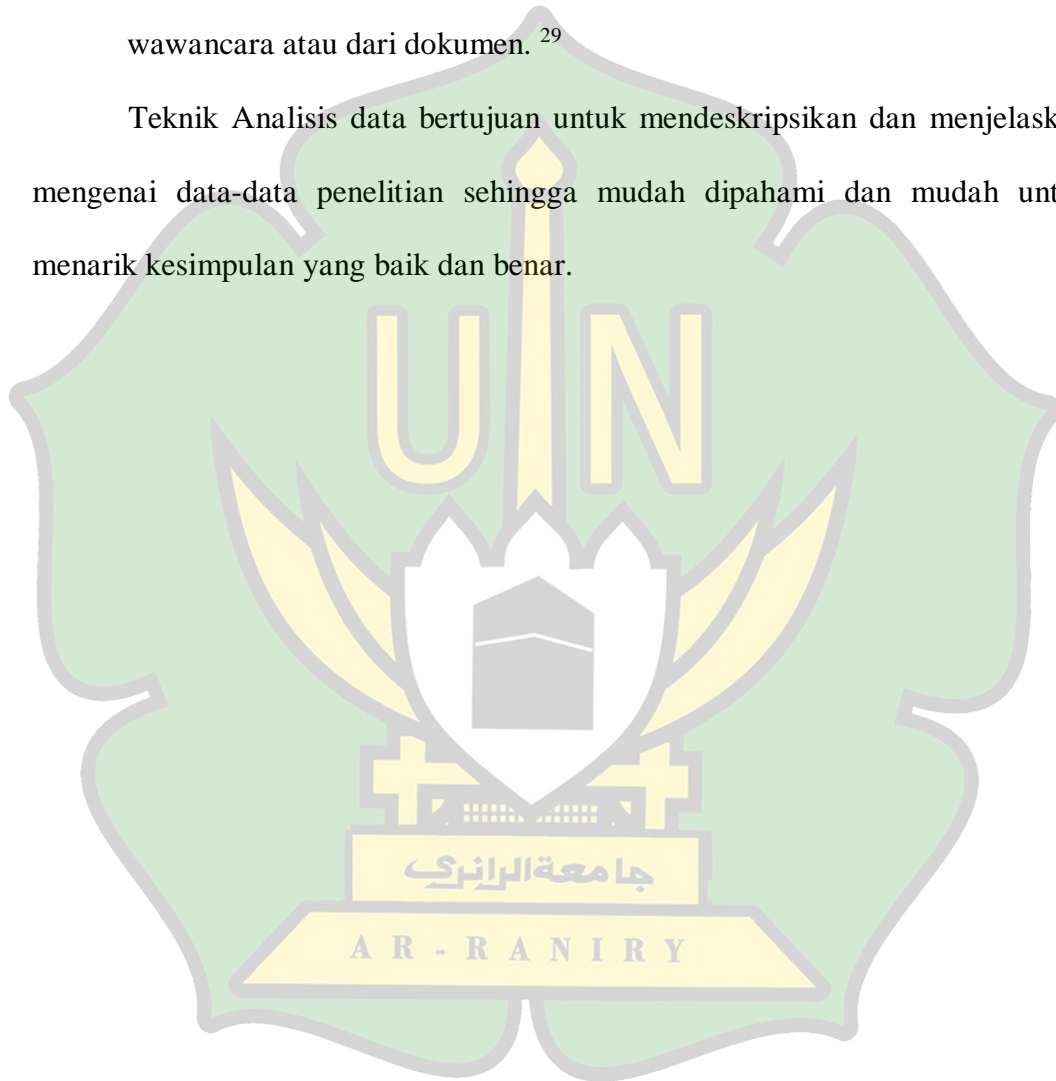 wawancara atau dari dokumen. 29
Teknik Analisis data bertujuan untuk mendeskripsikan dan menjelask
mengenai data-data penelitian sehingga mudah dipahami dan mudah unt
menarik kesimpulan yang baik dan benar.
UIN
جامعةالرانري
AR-RANIRY